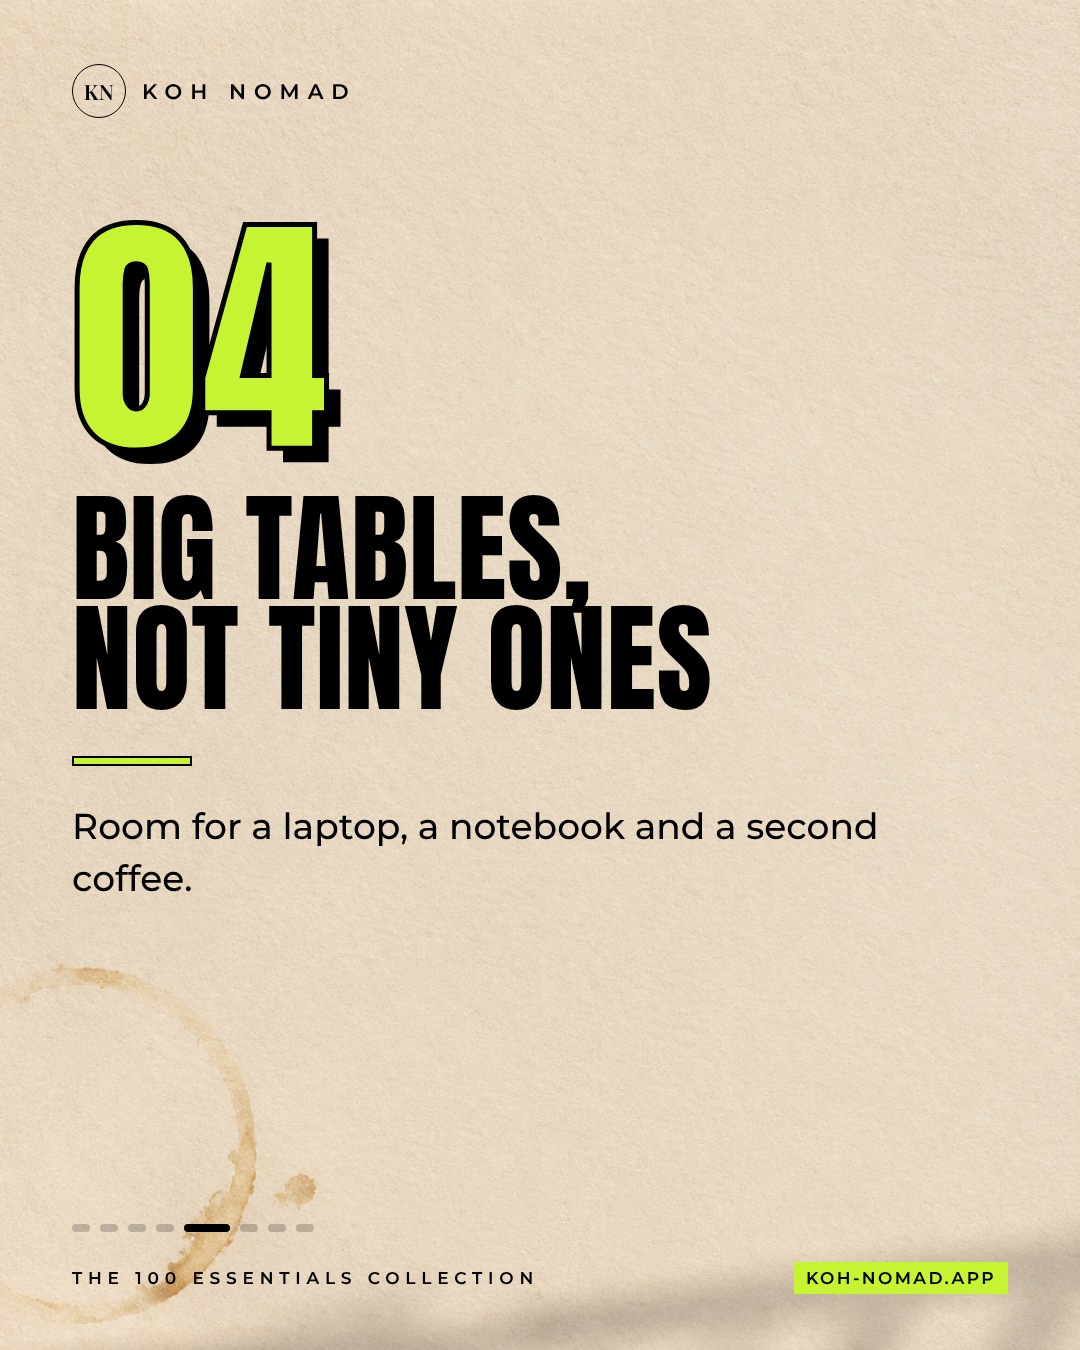 KN
KOH NOMAD
04
BIG TABLES,
NOT TINY ONES
Room for a laptop, a notebook and a second
coffee.
THE 100 ESSENTIALS COLLECTION
KOH-NOMAD.APP